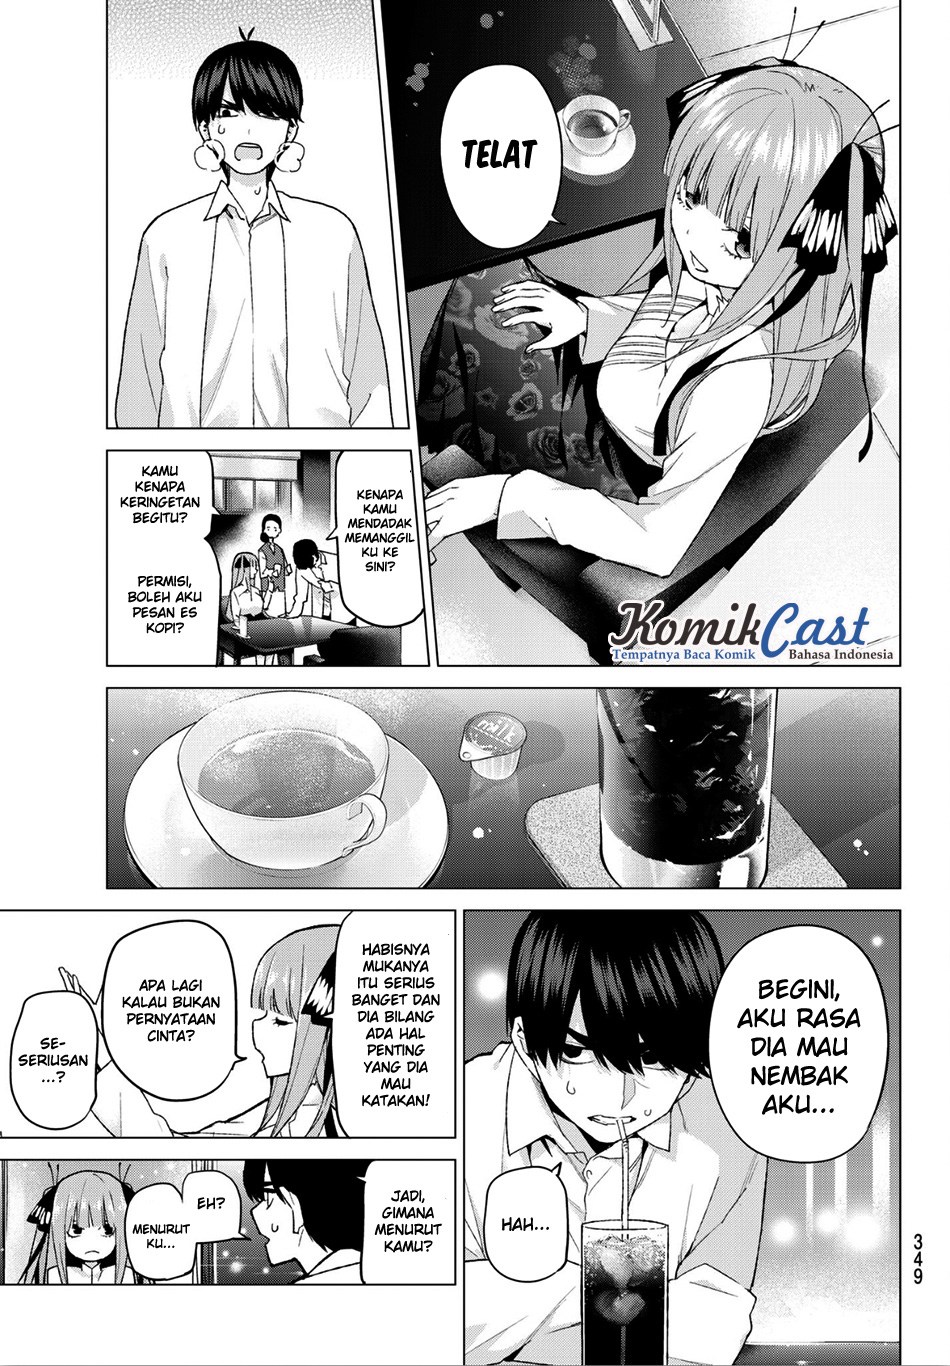 TELAT
KENAPA
KAMU
MENDADAK
MEMANGGIL
KU KE
SINI?
KAMU
KENAPA
KERINGETAN
BEGITU?
PERMISI,
BOLEH AKU
PESAN ES
KOPI?
KomikCast
Tempatnya Baca Komik Bahasa Indonesia
milk
BEGINI,
AKU RASA
DIA MAU
NEMBAK
AKU...
HAH...
HABISNYA
MUKANYA
ITU SERIUS
BANGET DAN
DIA BILANG
ADA HAL
PENTING
YANG DIA
MAU
KATAKAN!
APA LAGI
KALAU BUKAN
PERNYATAAN
CINTA?
SE-
SERIUSAN
...?
JADI,
GIMANA
MENURUT
KAMU?
EH?
MENURUT
KU...
349